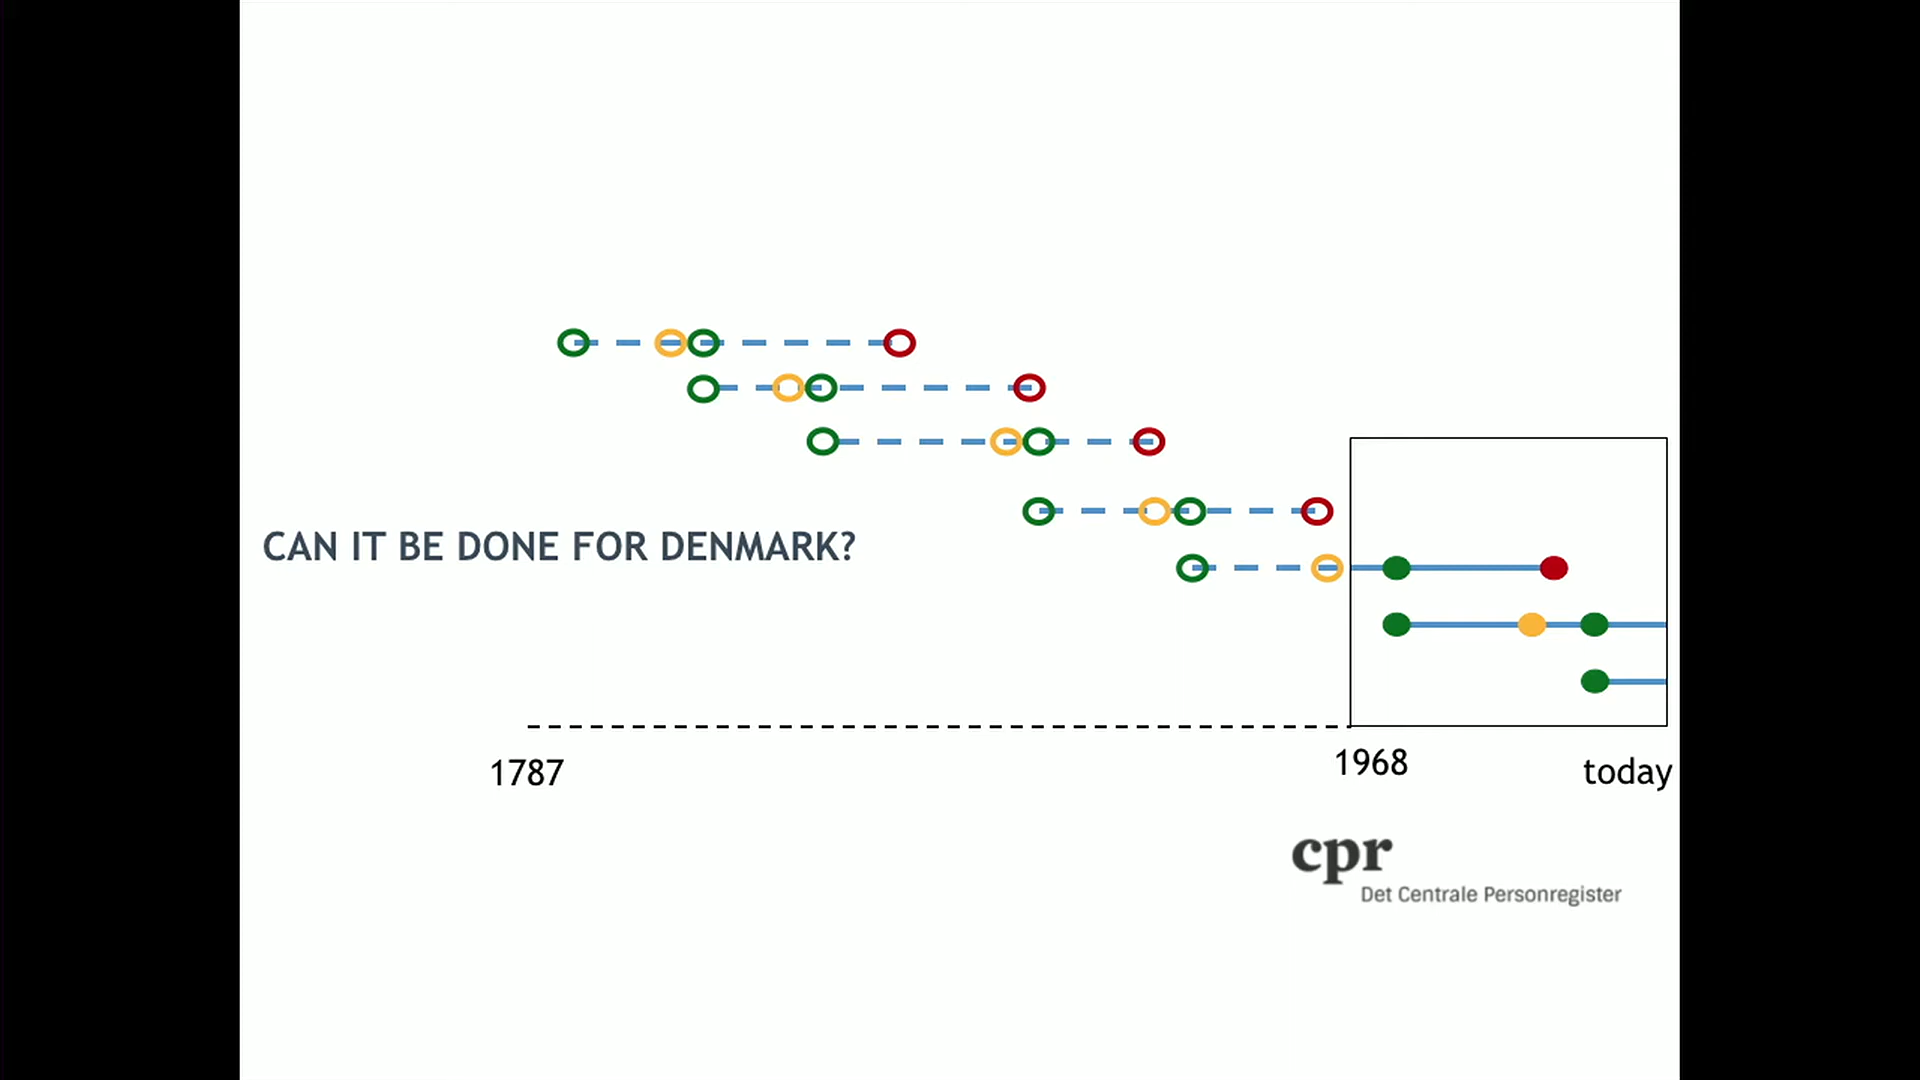 CAN IT BE DONE FOR DENMARK?
1787
1968
today
cpr
Det Centrale Personregister